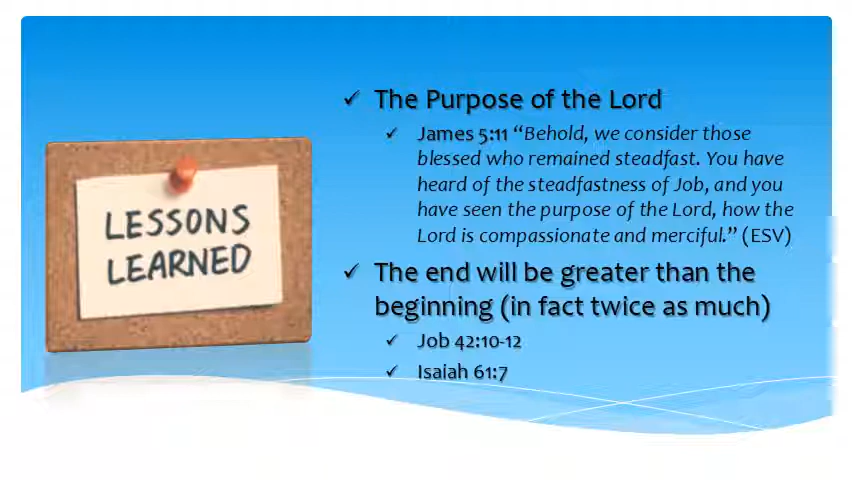 LESSONS
LEARNED
The Purpose of the Lord
James 5:11 “Behold, we consider those
blessed who remained steadfast. You have
heard of the steadfastness of Job, and you
have seen the purpose of the Lord, how the
Lord is compassionate and merciful.” (ESV)
The end will be greater than the
beginning (in fact twice as much)
Job 42:10-12
Isaiah 61:7